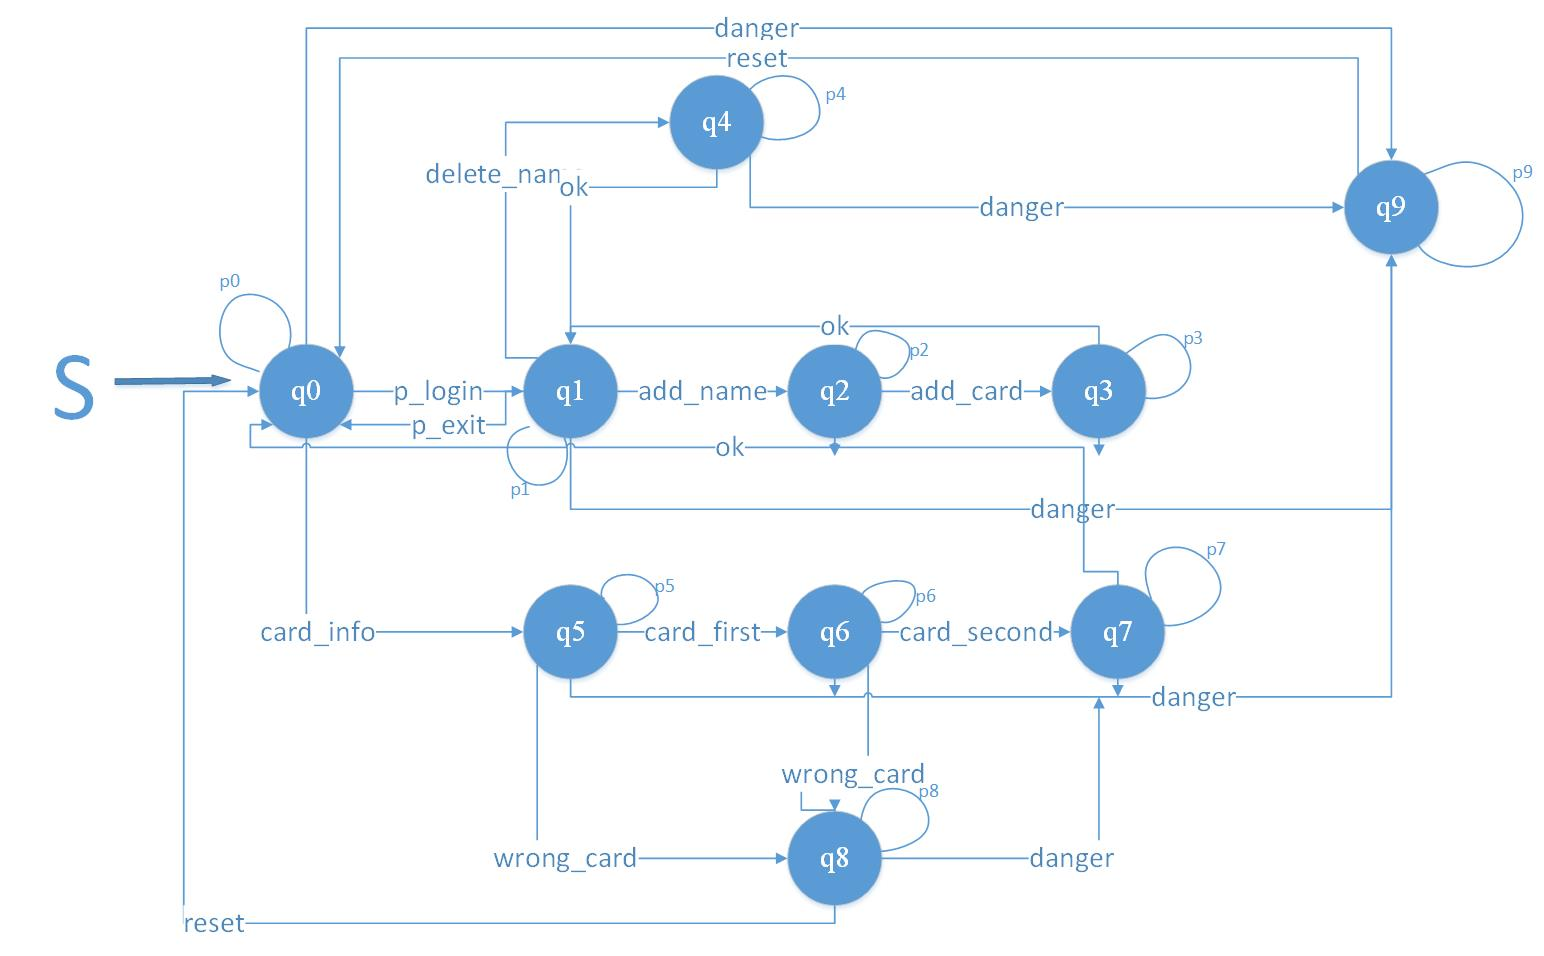 danger
reset
q4
p4
delete_nam
ok
danger
q9
p9
p0
S
q0
p_login
p_exit
q1
p1
add_name
q2
p2
add_card
ok
q3
p3
ok
danger
card_info
q5
p5
card_first
q6
p6
card_second
q7
p7
danger
wrong_card
p8
wrong_card
q8
danger
reset